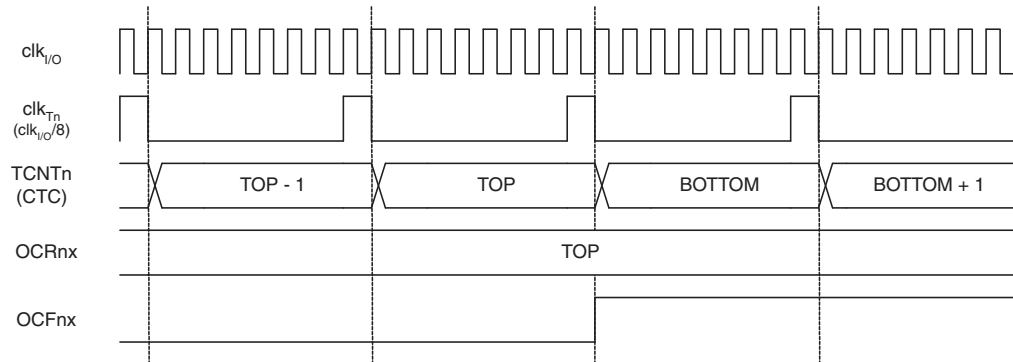 clkI/O
clkTn
(clkI/O/8)
TCNTn
(CTC)
TOP - 1
TOP
BOTTOM
BOTTOM + 1
OCRnx
TOP
OCFnx